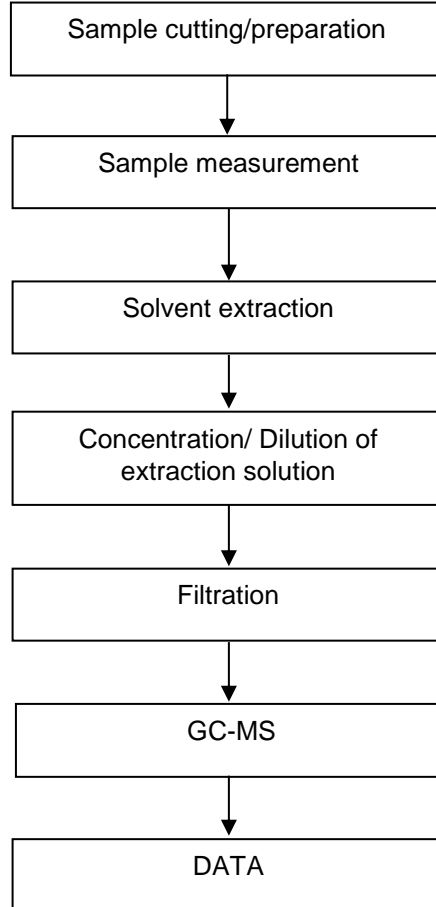 Sample cutting/preparation
Sample measurement
Solvent extraction
Concentration/ Dilution of
extraction solution
Filtration
GC-MS
DATA